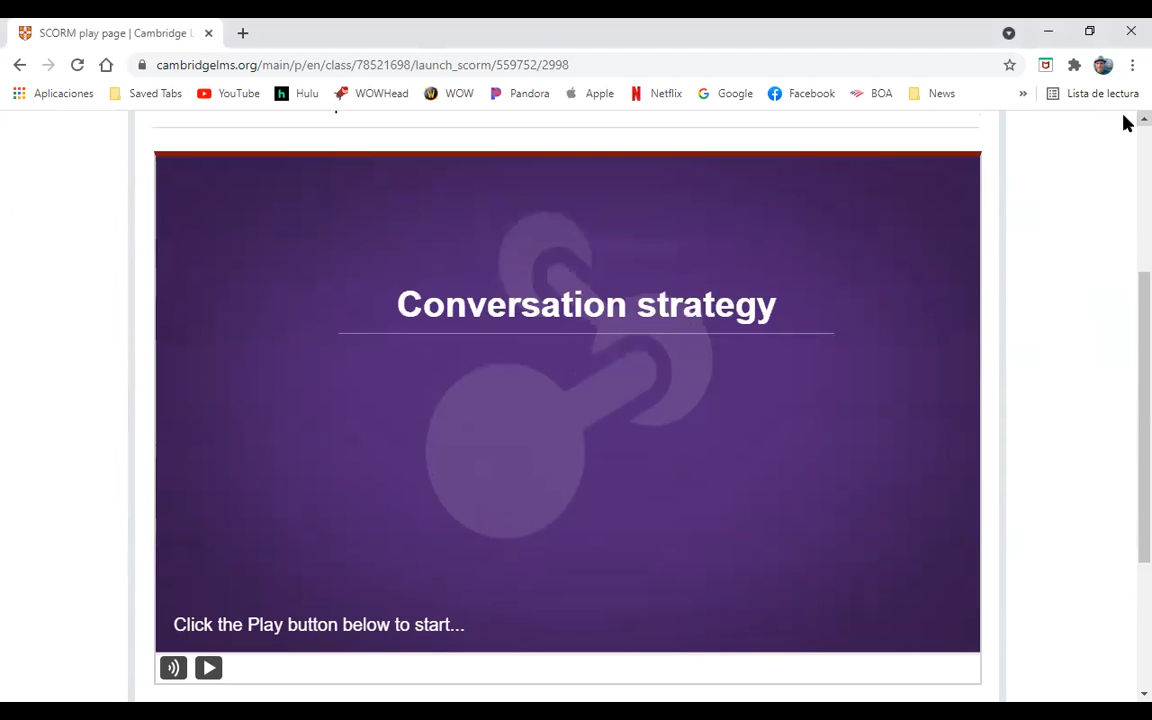 SCORM play page | Cambridge L
cambridgelms.org/main/p/en/class/78521698/launch_scorm/559752/2998
Aplicaciones Saved Tabs YouTube h Hulu WOWHead WOW Pandora Apple Netflix Google Facebook BOA News » Lista de lectura
Conversation strategy
Click the Play button below to start...